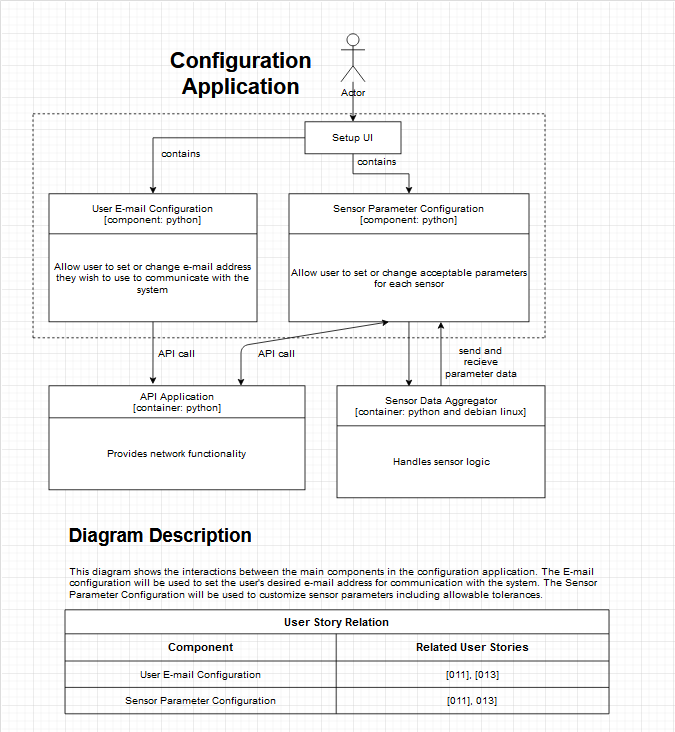 Configuration
Application
Actor
Setup UI
contains
contains
User E-mail Configuration
[component: python]
Allow user to set or change e-mail address
they wish to use to communicate with the
system
Sensor Parameter Configuration
[component: python]
Allow user to set or change acceptable parameters
for each sensor
API call
API call
send and
recieve
parameter data
API Application
[container: python]
Provides network functionality
Sensor Data Aggregator
[container: python and debian linux]
Handles sensor logic
Diagram Description
This diagram shows the interactions between the main components in the configuration application. The E-mail
configuration will be used to set the user's desired e-mail address for communication with the system. The Sensor
Parameter Configuration will be used to customize sensor parameters including allowable tolerances.
User Story Relation
Component
Related User Stories
User E-mail Configuration
[011], [013]
Sensor Parameter Configuration
[011], 013]